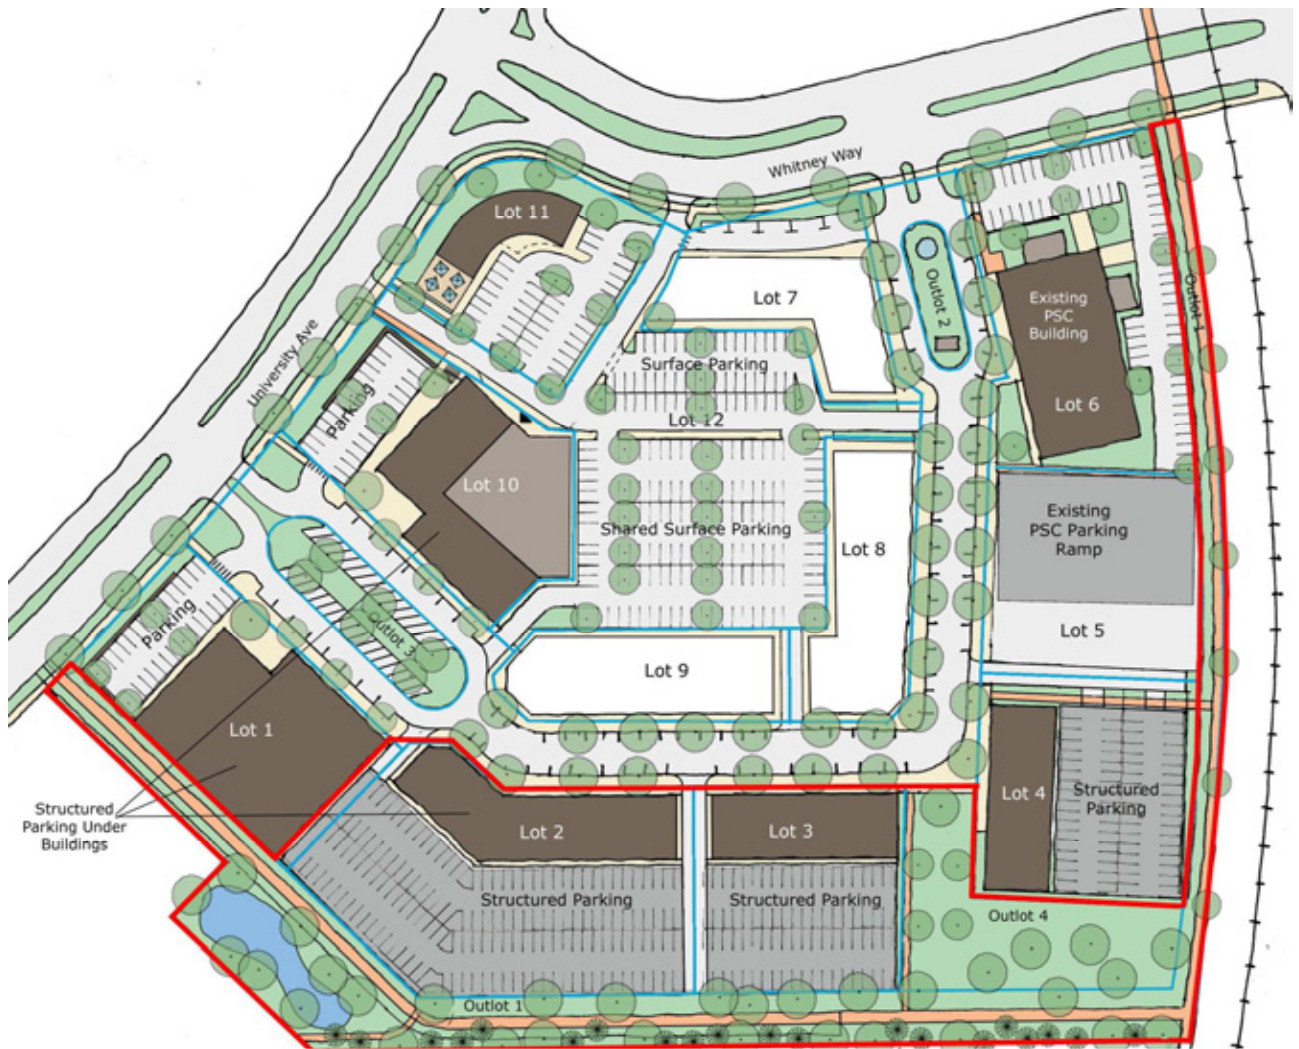 Whitney Way
Lot 11
Outlot 2
Lot 7
Existing
PSC
Building
Outlot 1
University Ave
Surface Parking
Parking
Lot 6
Lot 12
Lot 10
Shared Surface Parking
Existing
PSC Parking
Ramp
Lot 8
Parking
Outlot 3
Lot 5
Lot 9
Lot 1
Structured
Parking Under
Buildings
Lot 2
Lot 3
Lot 4
Structured
Parking
Structured Parking
Structured Parking
Outlot 4
Outlot 1